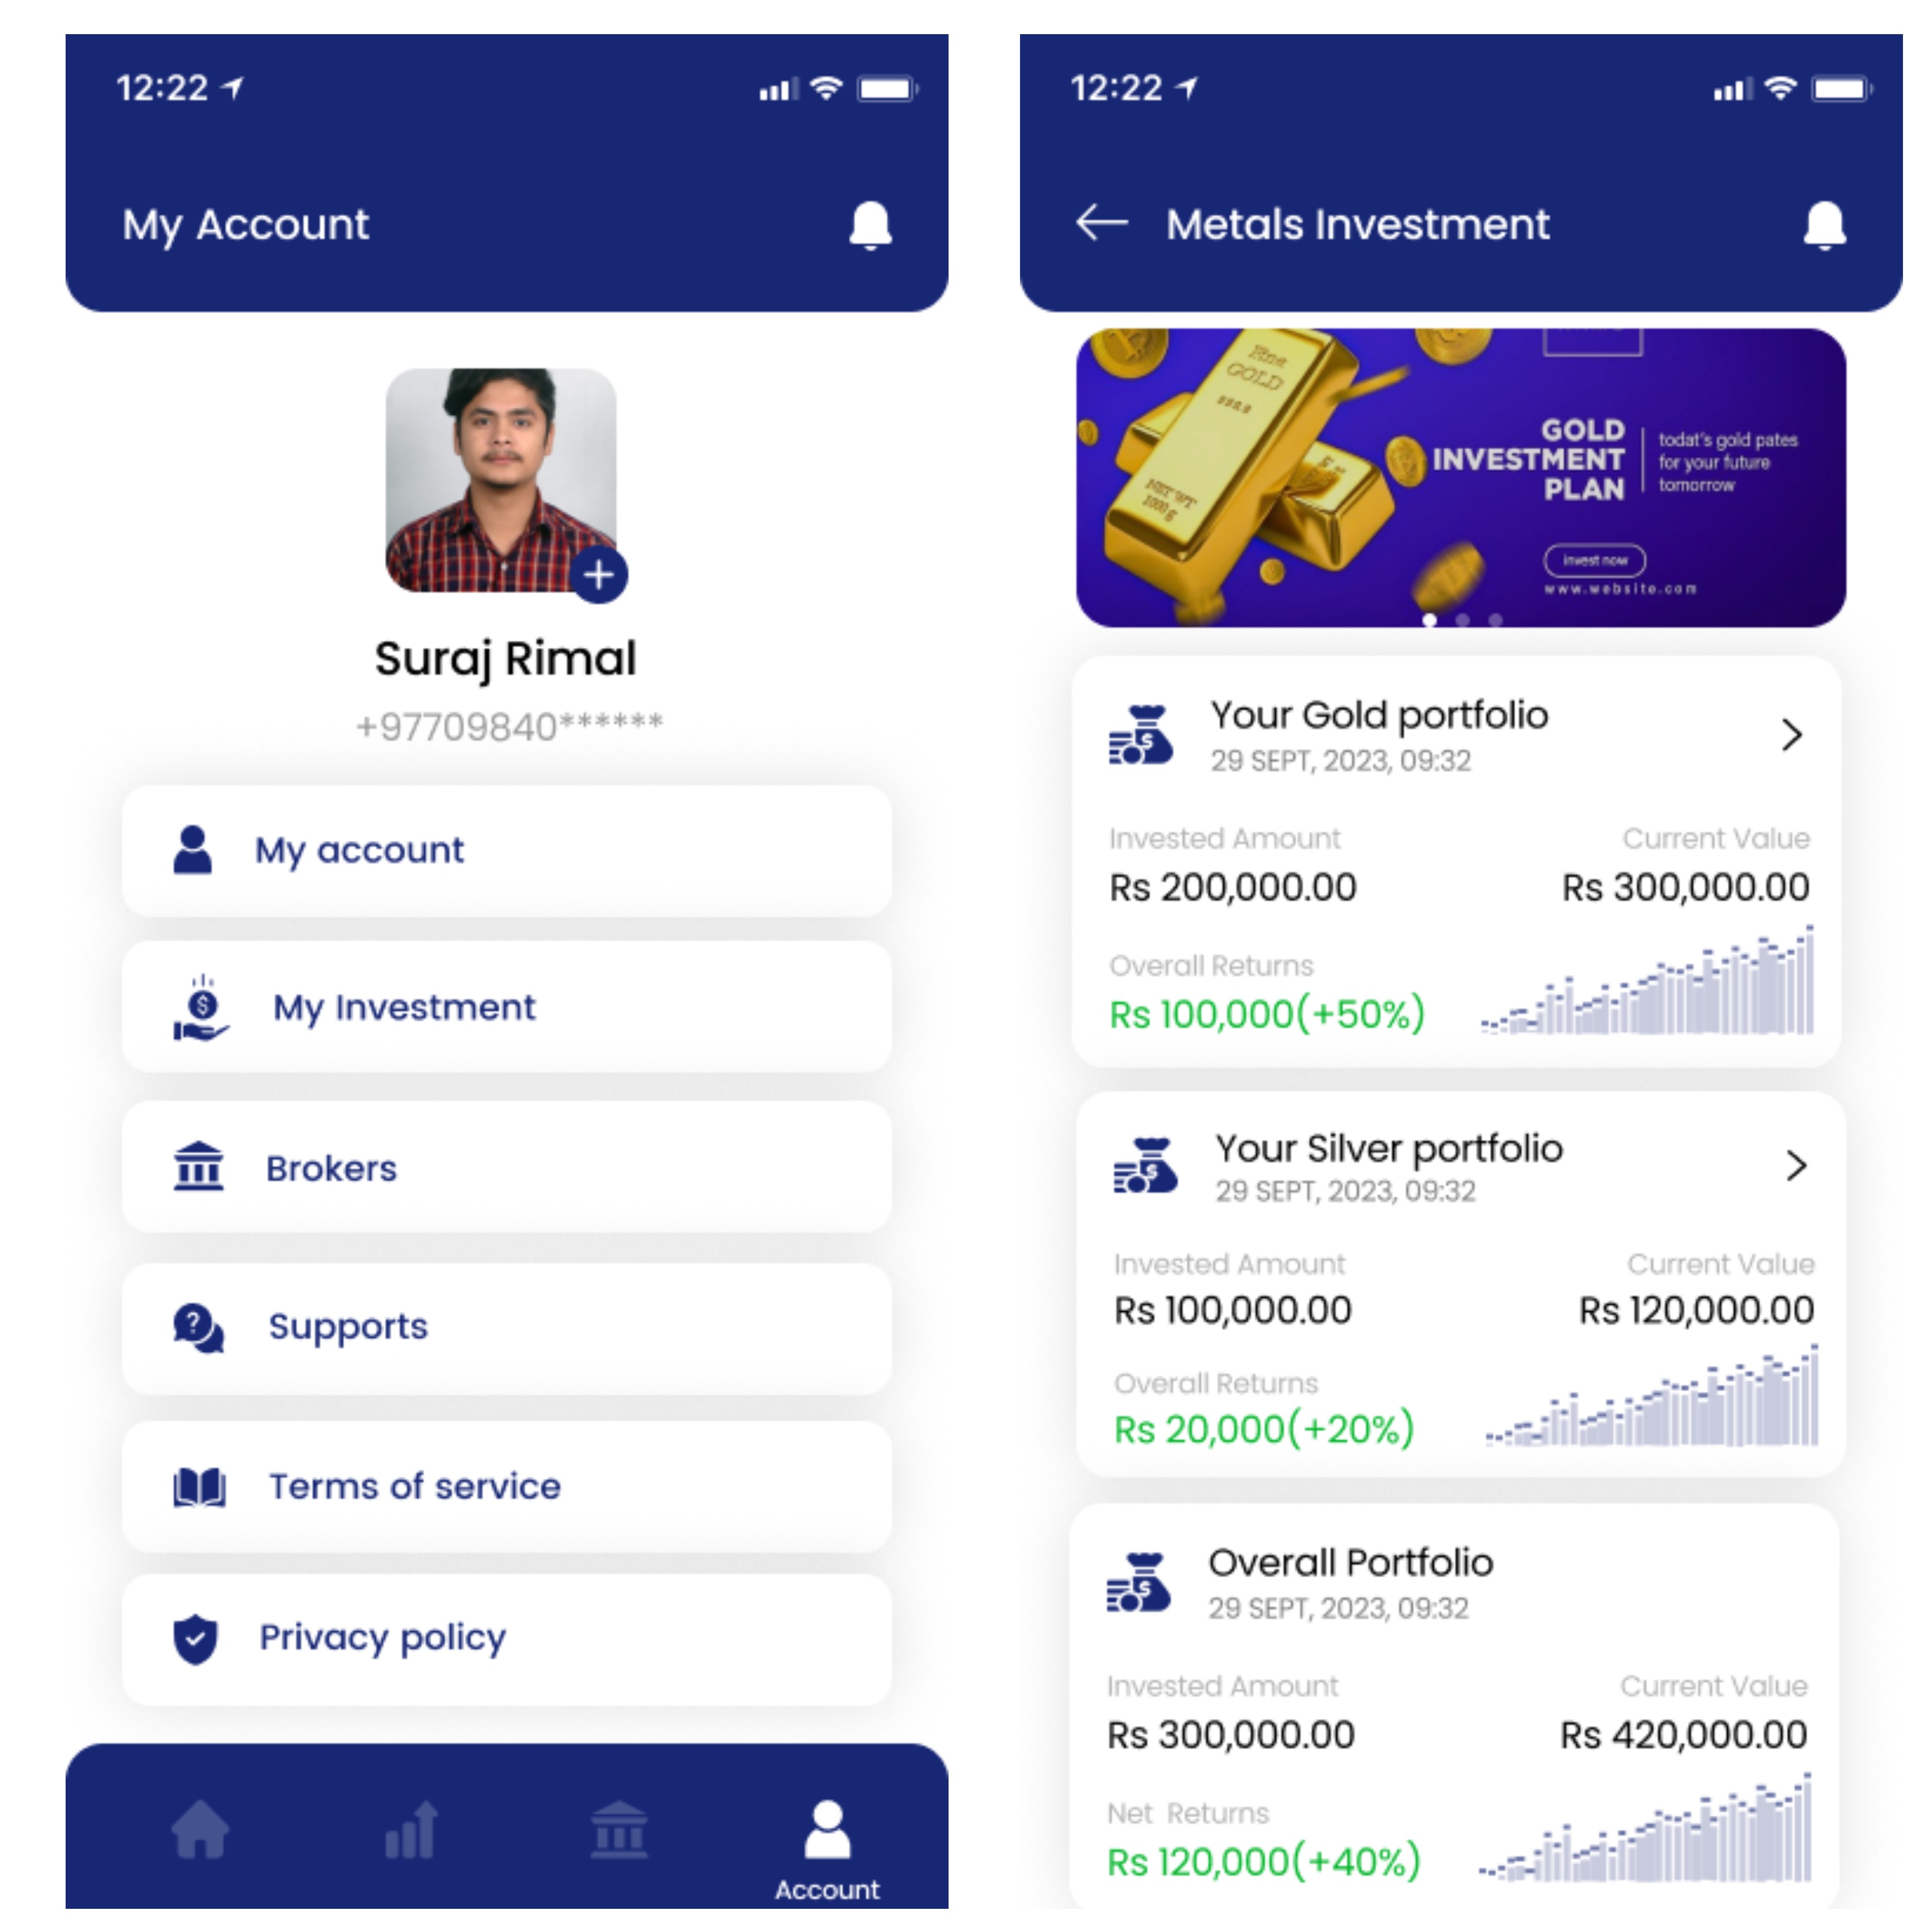 12:22
My Account
Suraj Rimal
+97709840******
My account
My Investment
Brokers
Supports
Terms of service
Privacy policy
Account
12:22
Metals Investment
Fine
GOLD
999.9
NET WT
1000 g
GOLD
INVESTMENT
PLAN
todat's gold pates
for your future
tomorrow
invest now
www.website.com
Your Gold portfolio
29 SEPT, 2023, 09:32
Invested Amount
Current Value
Rs 200,000.00
Rs 300,000.00
Overall Returns
Rs 100,000(+50%)
Your Silver portfolio
29 SEPT, 2023, 09:32
Invested Amount
Current Value
Rs 100,000.00
Rs 120,000.00
Overall Returns
Rs 20,000(+20%)
Overall Portfolio
29 SEPT, 2023, 09:32
Invested Amount
Current Value
Rs 300,000.00
Rs 420,000.00
Net Returns
Rs 120,000(+40%)